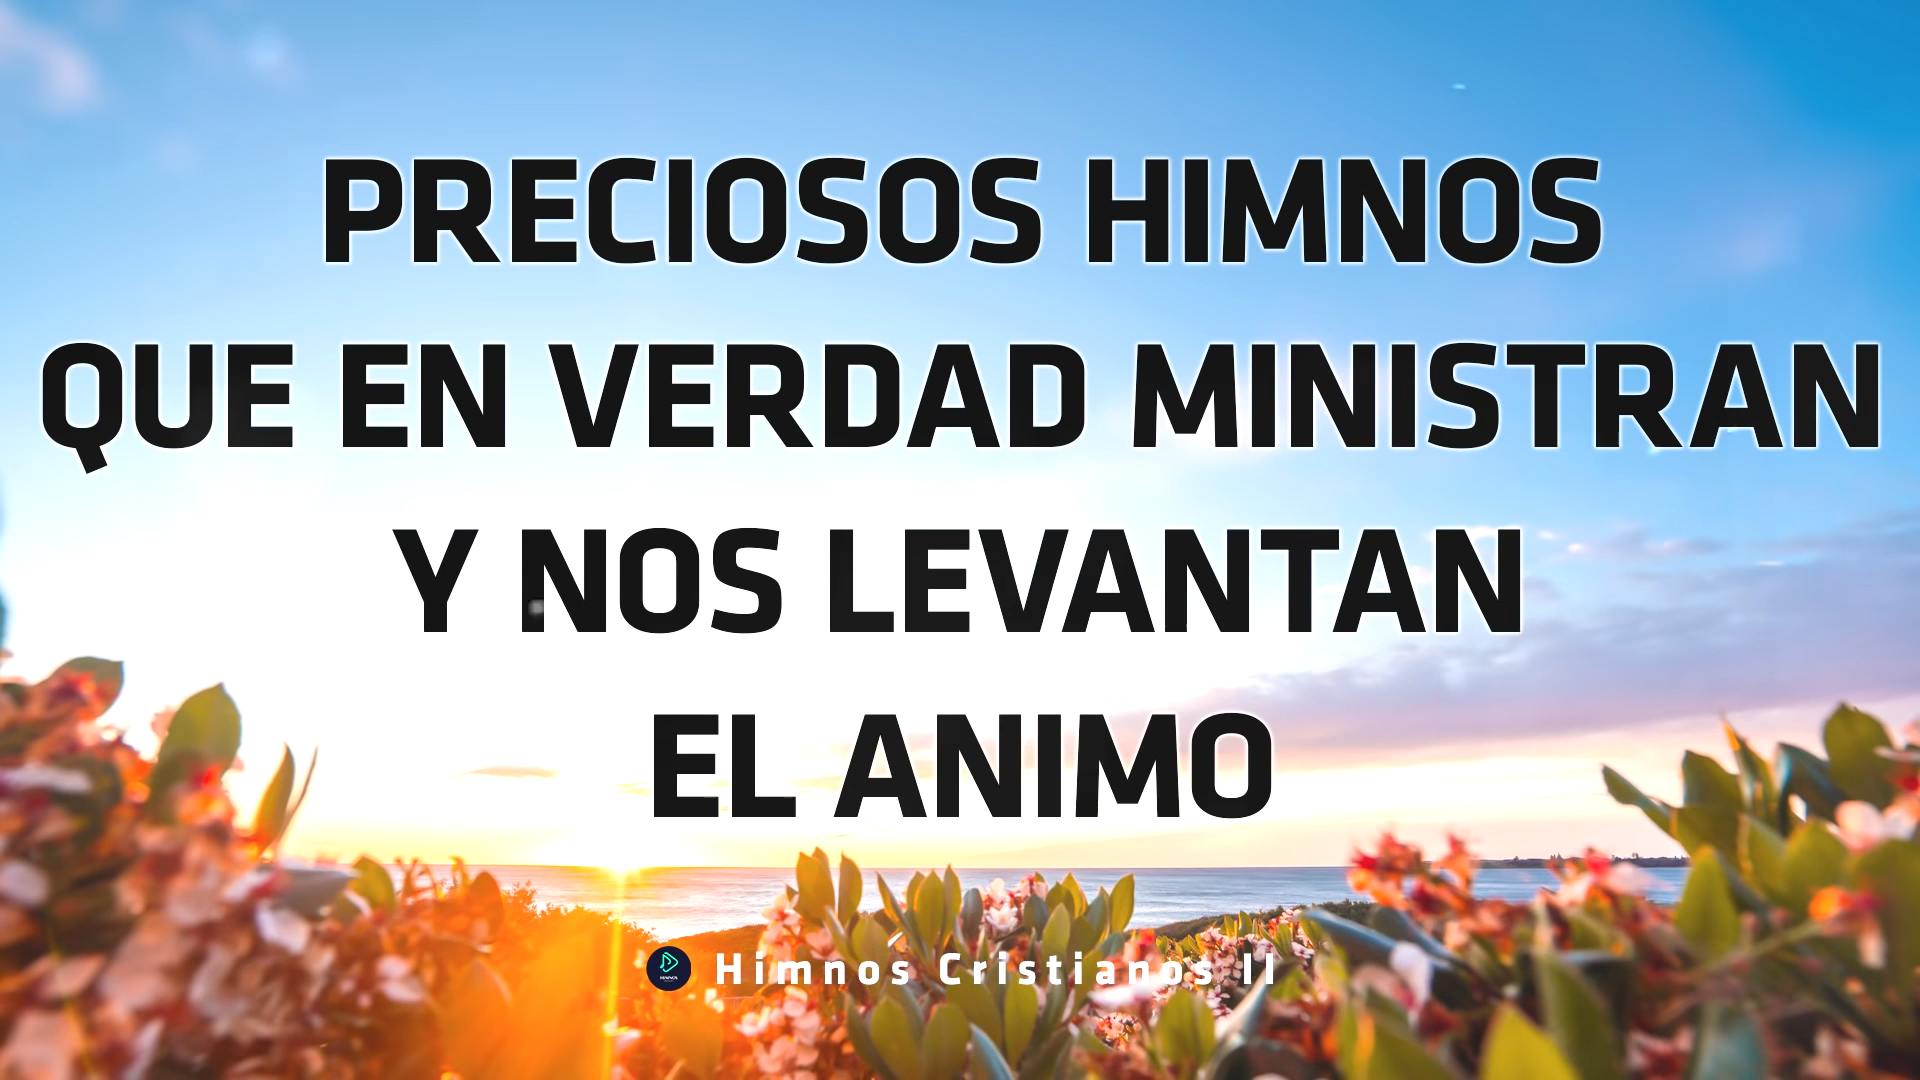 PRECIOSOS HIMNOS
QUE EN VERDAD MINISTRAN
Y NOS LEVANTAN
EL ANIMO
Himnos Cristianos II